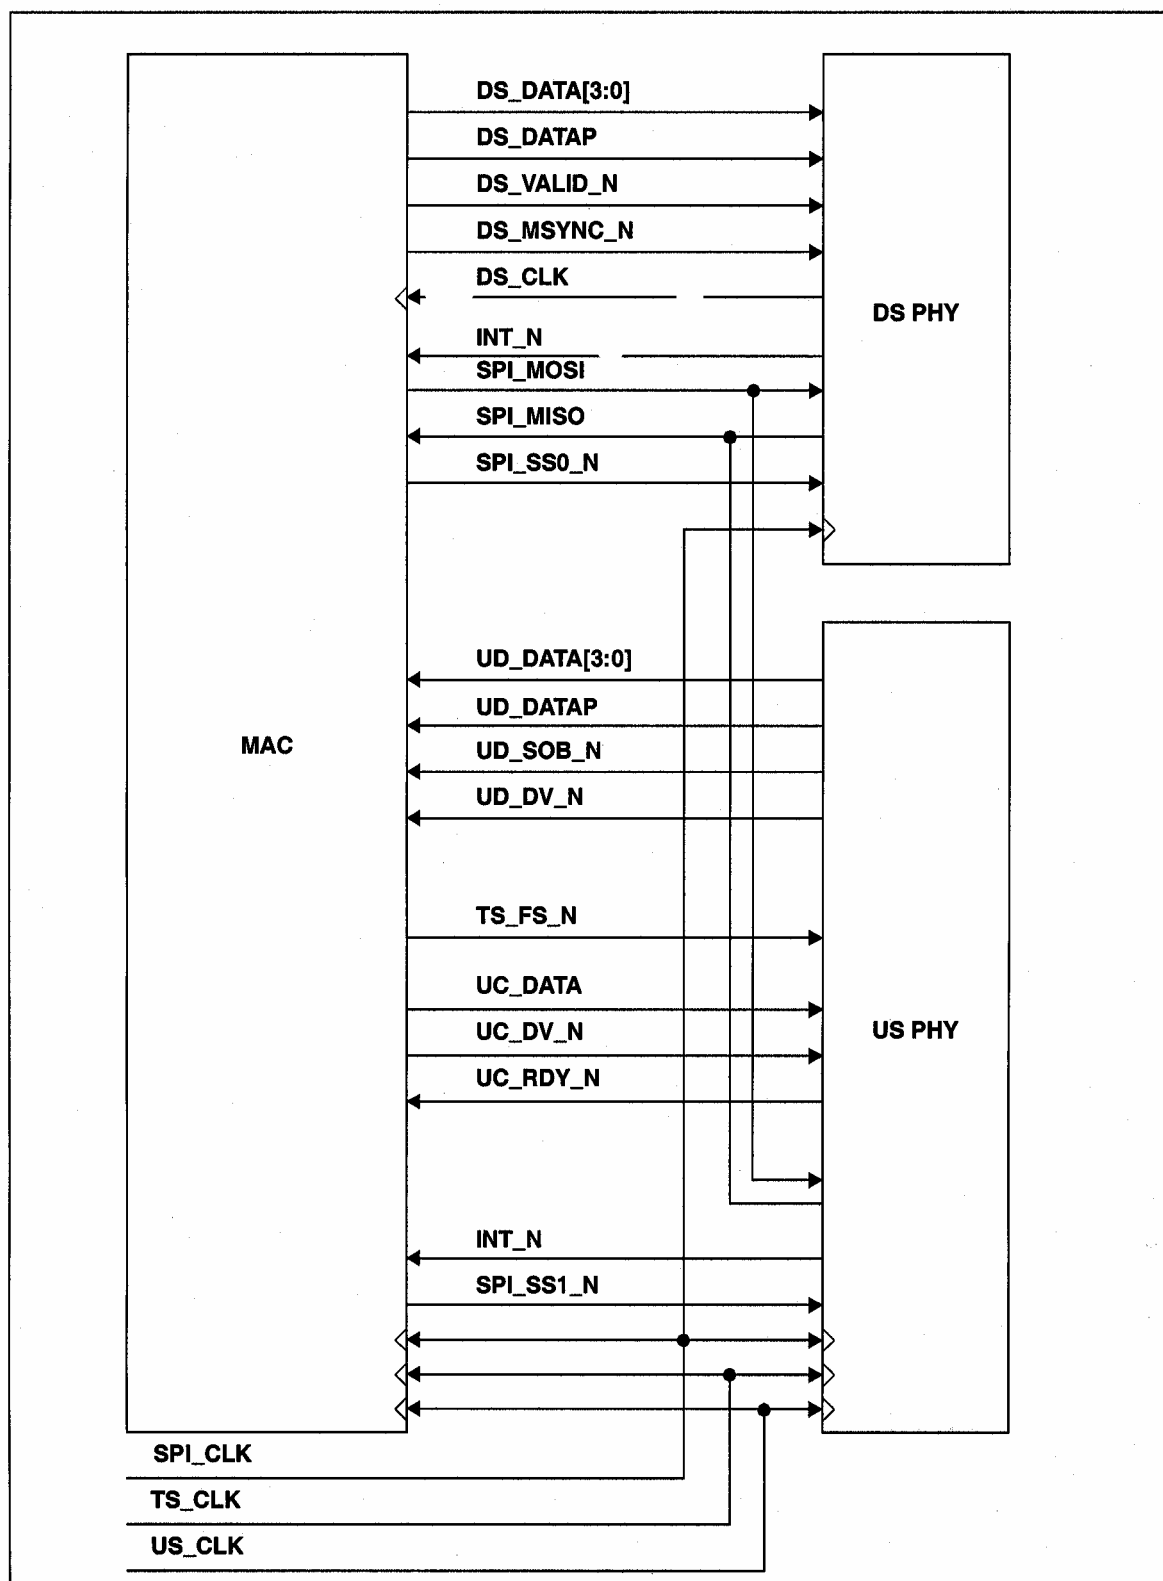 DS_DATA[3:0]
DS_DATAP
DS_VALID_N
DS_MSYNC_N
DS_CLK
DS PHY
INT_N
SPI_MOSI
SPI_MISO
SPI_SS0_N
UD_DATA[3:0]
UD_DATAP
MAC
UD_SOB_N
UD_DV_N
TS_FS_N
UC_DATA
UC_DV_N
US PHY
UC_RDY_N
INT_N
SPI_SS1_N
SPI_CLK
TS_CLK
US_CLK